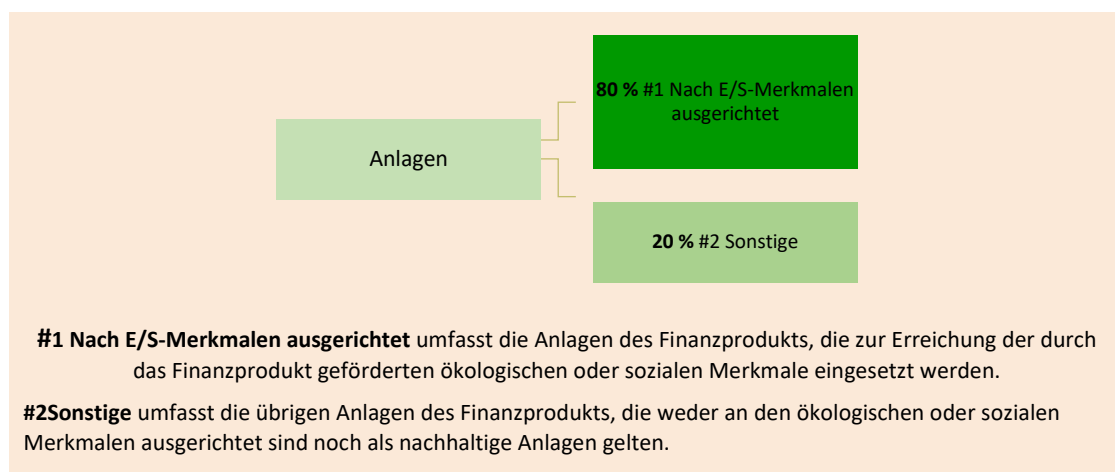 80 % #1 Nach E/S-Merkmalen
ausgerichtet
Anlagen
20 % #2 Sonstige
#1 Nach E/S-Merkmalen ausgerichtet umfasst die Anlagen des Finanzprodukts, die zur Erreichung der durch
das Finanzprodukt geförderten ökologischen oder sozialen Merkmale eingesetzt werden.
#2Sonstige umfasst die übrigen Anlagen des Finanzprodukts, die weder an den ökologischen oder sozialen
Merkmalen ausgerichtet sind noch als nachhaltige Anlagen gelten.